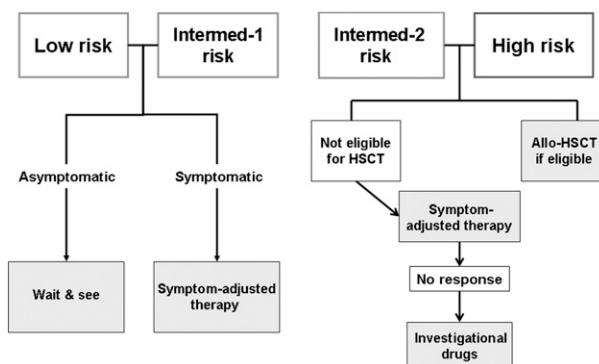 Low risk
Intermed-1
risk
Intermed-2
risk
High risk
Asymptomatic
Symptomatic
Wait & see
Symptom-adjusted
therapy
Not eligible
for HSCT
Allo-HSCT
if eligible
Symptom-
adjusted therapy
No response
Investigational
drugs